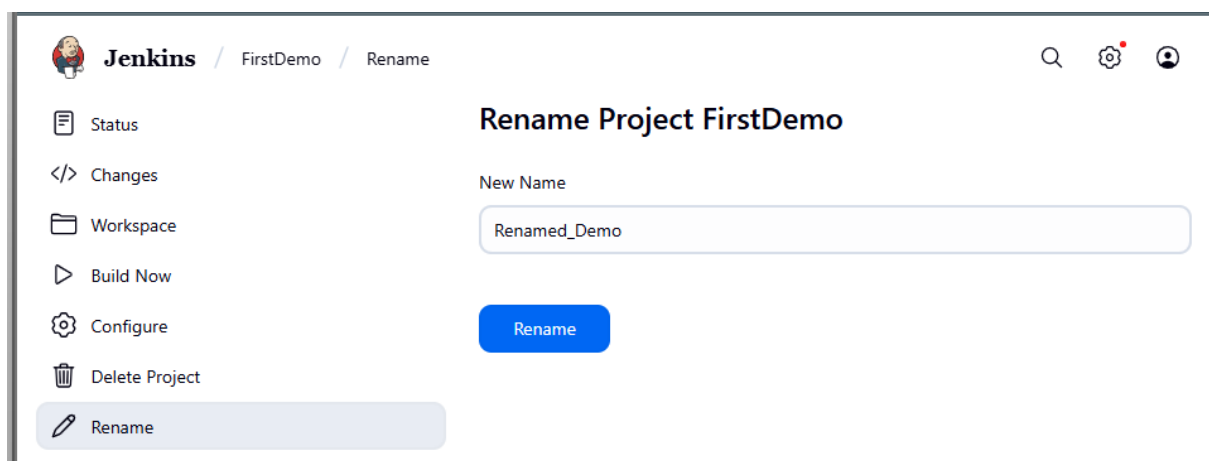 Jenkins / FirstDemo / Rename
Status
Changes
Workspace
Build Now
Configure
Delete Project
Rename
Rename Project FirstDemo
New Name
Renamed_Demo
Rename